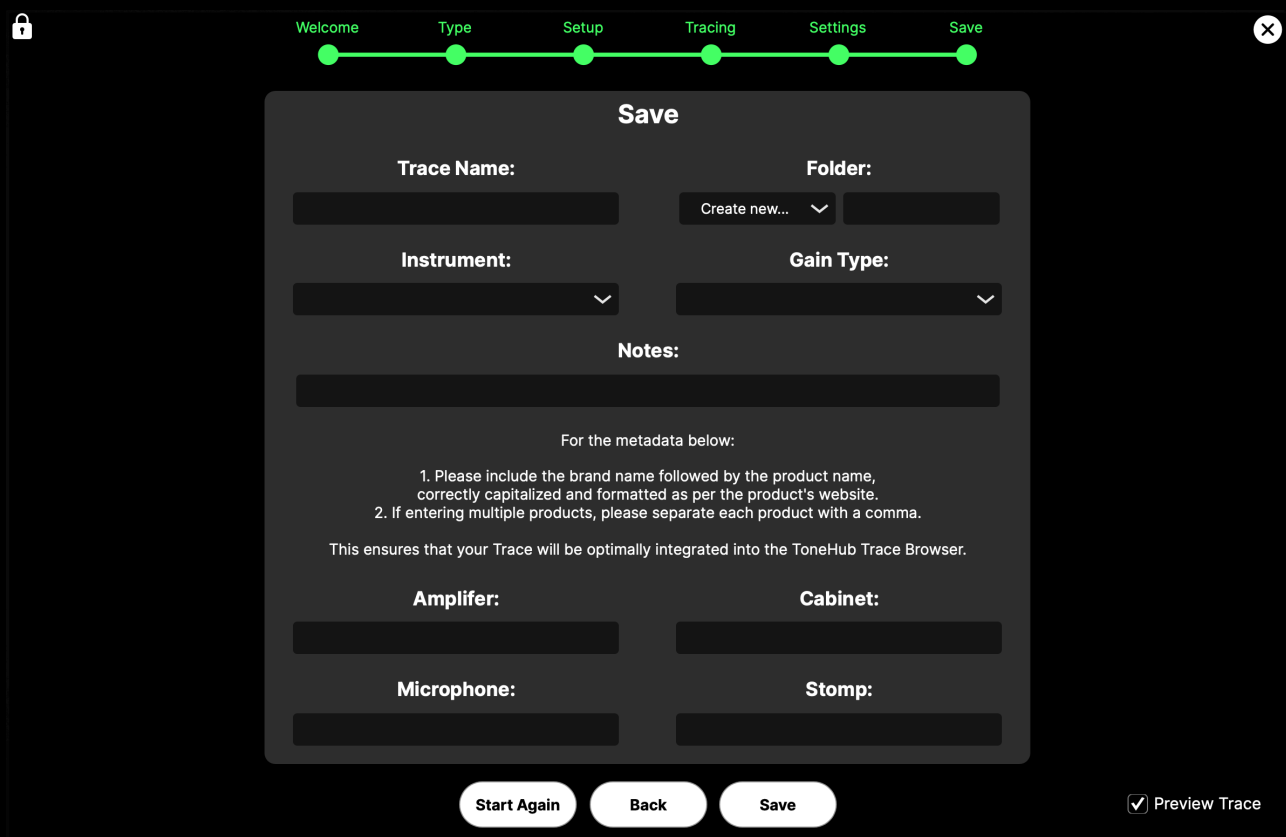 Welcome
Type
Setup
Tracing
Settings
Save
Save
Trace Name:
Folder:
Create new...
Instrument:
Gain Type:
Notes:
For the metadata below:
1. Please include the brand name followed by the product name,
correctly capitalized and formatted as per the product's website.
2. If entering multiple products, please separate each product with a comma.
This ensures that your Trace will be optimally integrated into the ToneHub Trace Browser.
Amplifer:
Cabinet:
Microphone:
Stomp:
Start Again
Back
Save
Preview Trace